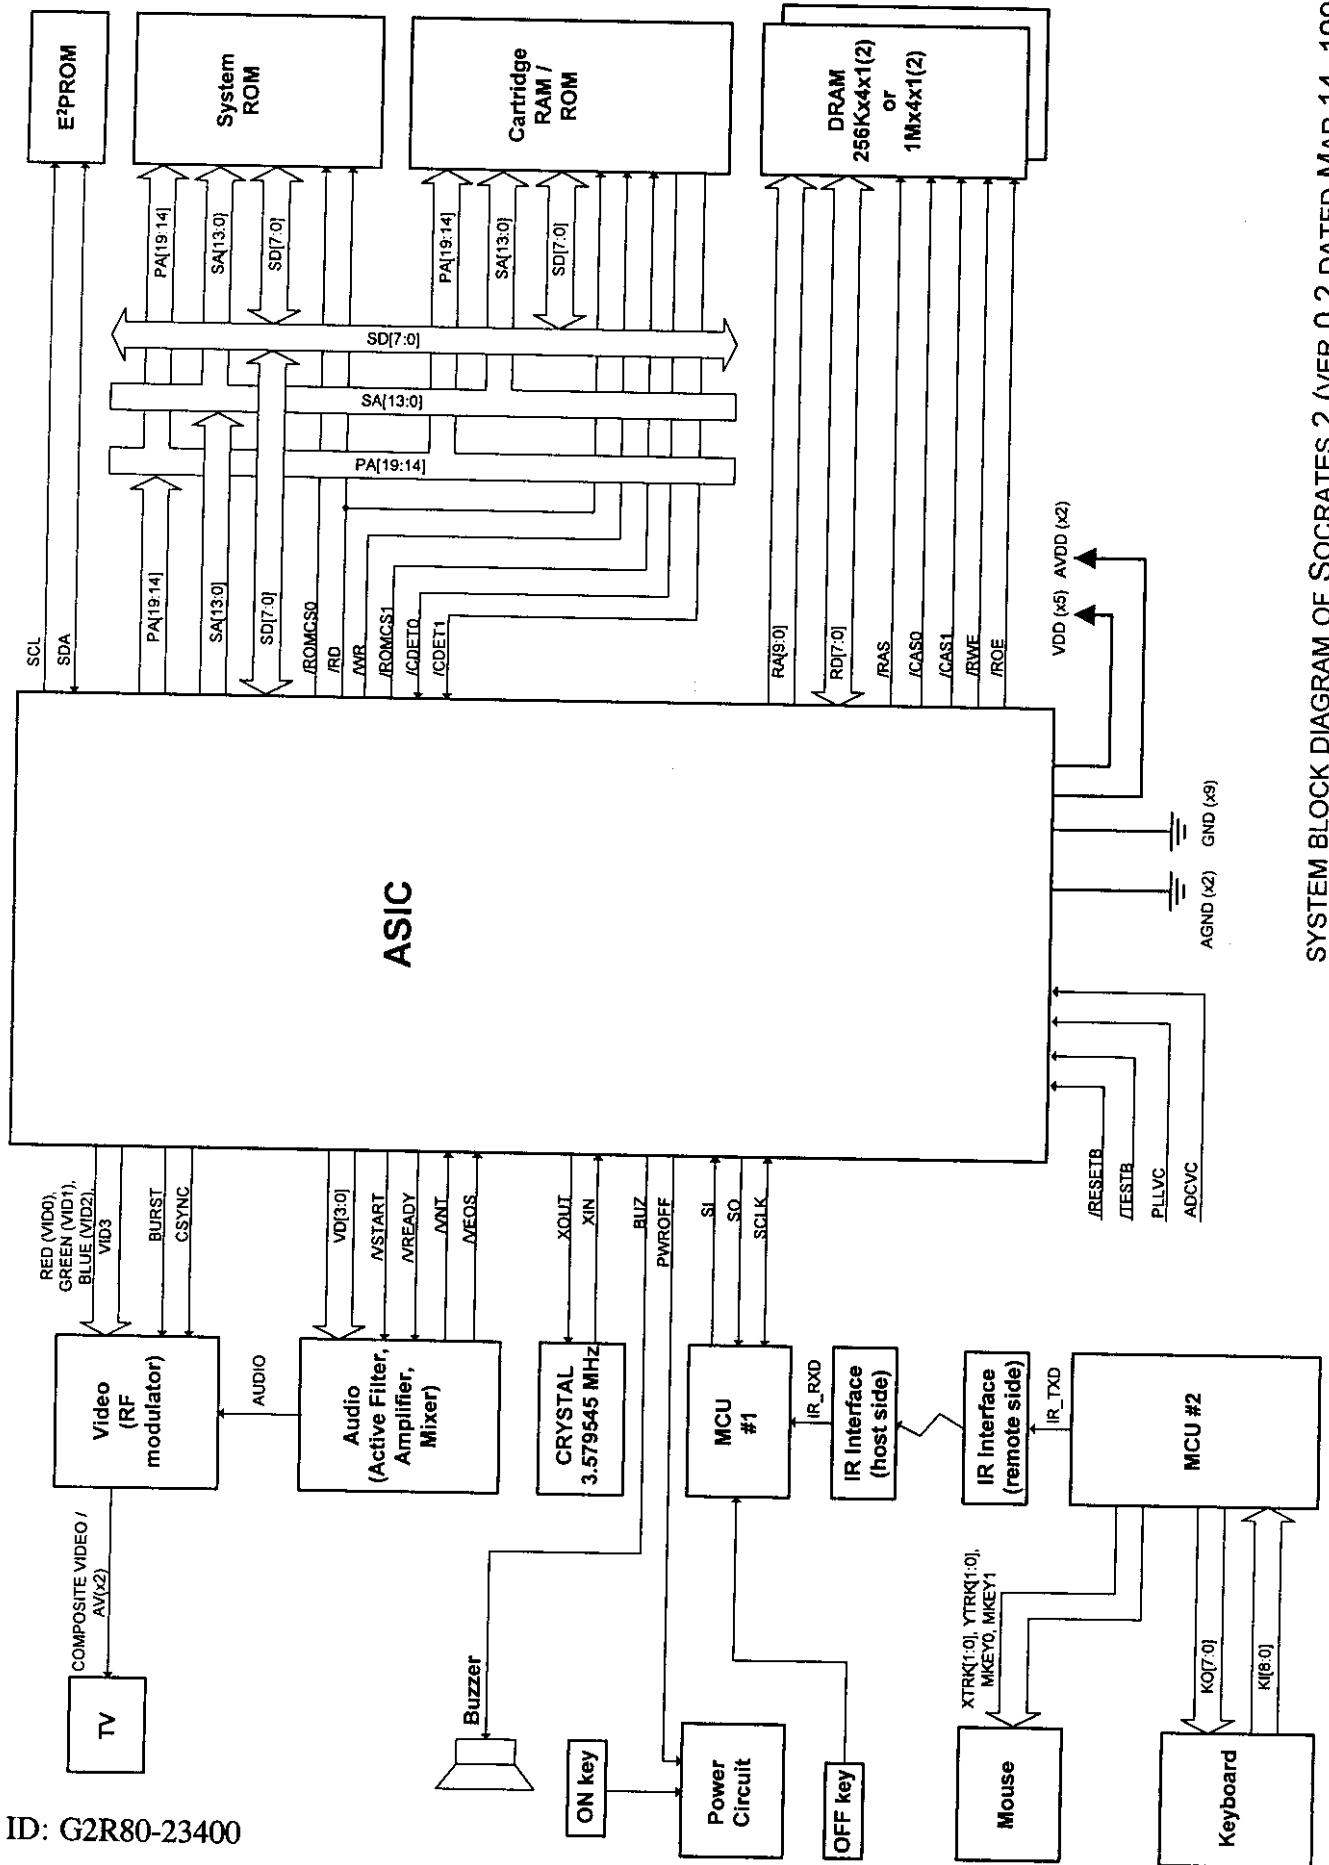 TV
COMPOSITE VIDEO /
AV(x2)
Video
(RF
modulator)
RED (VID0),
GREEN (VID1),
BLUE (VID2),
VID3
BURST
CSYNC
AUDIO
Audio
(Active Filter,
Amplifier,
Mixer)
VD[3:0]
/VSTART
/VREADY
/VNT
/VEOS
CRYSTAL
3.579545 MHz
XOUT
XIN
Buzzer
BUZ
PWROFF
ON key
Power
Circuit
OFF key
MCU
#1
SI
SO
SCLK
IR_RXD
IR Interface
(host side)
IR Interface
(remote side)
IR_TXD
MCU #2
XTRK[1:0], YTRK[1:0],
MKEY0, MKEY1
Mouse
KO[7:0]
KI[8:0]
Keyboard
/RESETB
/TESTB
PLLVC
ADCVC
ASIC
AGND (x2)
GND (x9)
VDD (x5)
AVDD (x2)
SCL
SDA
PA[19:14]
SA[13:0]
SD[7:0]
/ROMCS0
/RD
/WR
/ROMCS1
/CDET0
/CDET1
RA[9:0]
RD[7:0]
/RAS
/CAS0
/CAS1
/RWE
/ROE
PA[19:14]
SA[13:0]
SD[7:0]
PA[19:14]
SA[13:0]
SD[7:0]
PA[19:14]
SA[13:0]
SD[7:0]
E²PROM
System
ROM
Cartridge
RAM /
ROM
DRAM
256Kx4x1(2)
or
1Mx4x1(2)
SYSTEM BLOCK DIAGRAM OF SOCRATES 2 (VER 0.2 DATED MAR 14, 199
ID: G2R80-23400